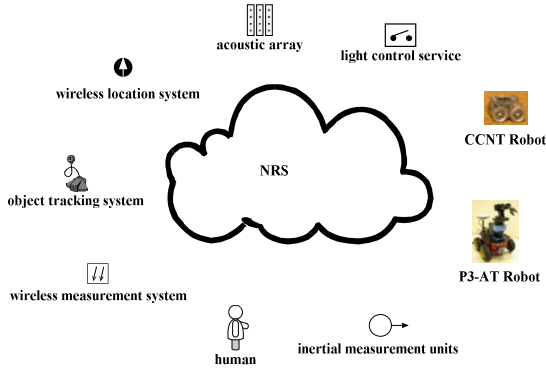 acoustic array
light control service
wireless location system
CCNT Robot
NRS
object tracking system
P3-AT Robot
wireless measurement system
human
inertial measurement units